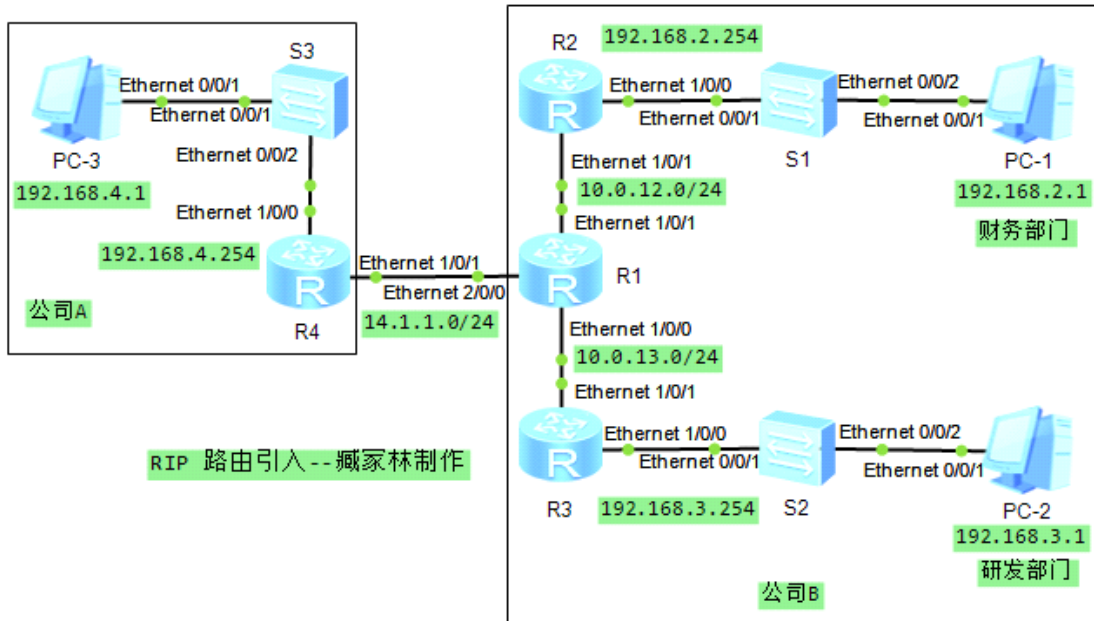 S3
Ethernet 0/0/1
Ethernet 0/0/1
PC-3
Ethernet 0/0/2
192.168.4.1
Ethernet 1/0/0
192.168.4.254
R4
公司A
Ethernet 1/0/1
Ethernet 2/0/0
14.1.1.0/24
R2
192.168.2.254
Ethernet 1/0/0
Ethernet 0/0/1
S1
Ethernet 0/0/2
Ethernet 0/0/1
PC-1
192.168.2.1
财务部门
Ethernet 1/0/1
10.0.12.0/24
Ethernet 1/0/1
R1
Ethernet 1/0/0
10.0.13.0/24
Ethernet 1/0/1
Ethernet 1/0/0
Ethernet 0/0/1
R3
192.168.3.254
S2
Ethernet 0/0/2
Ethernet 0/0/1
PC-2
192.168.3.1
研发部门
公司B
RIP 路由引入--臧冢林制作